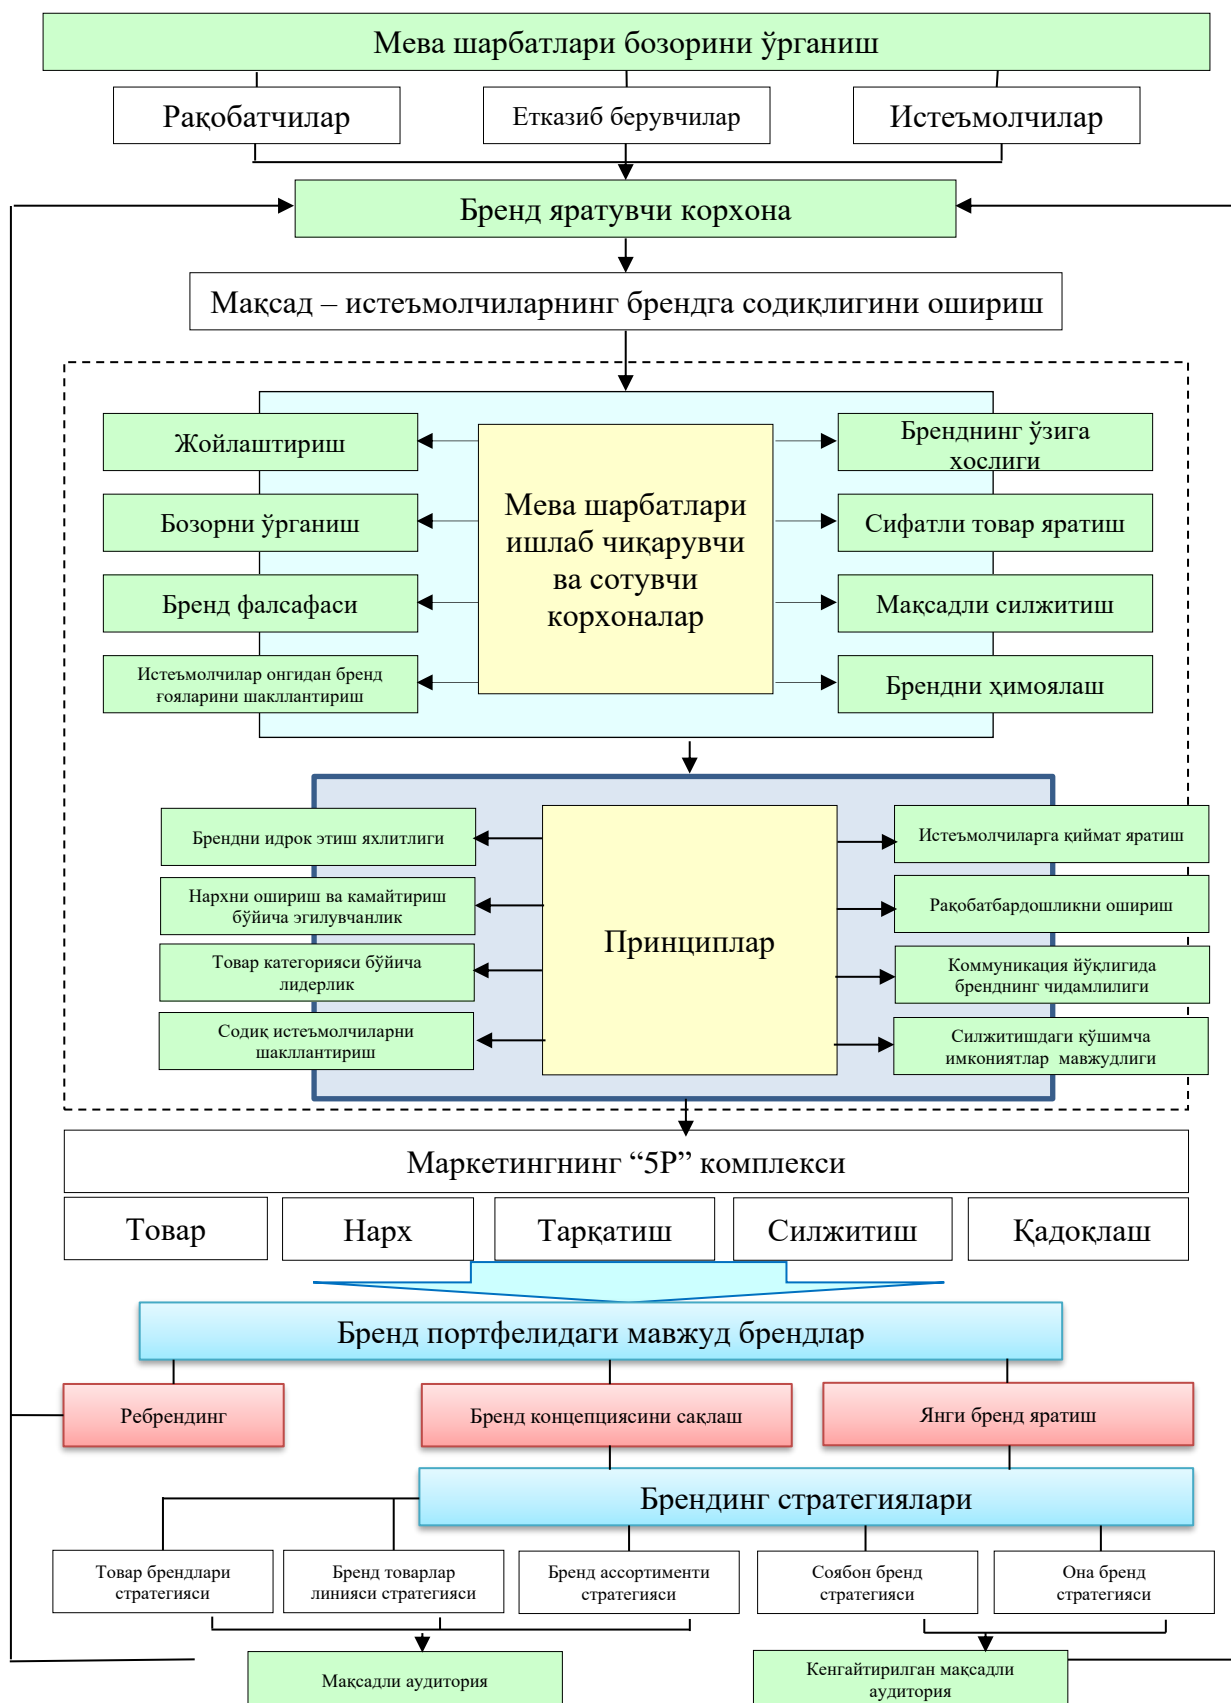 Мева шарбатлари бозорини ўрганиш
Рақобатчилар
Етказиб берувчилар
Истеъмолчилар
Бренд яратувчи корхона
Мақсад – истеъмолчиларнинг брендга содиқлигини ошириш
Жойлаштириш
Бозорни ўрганиш
Бренд фалсафаси
Истеъмолчилар онгидан бренд
ғояларини шакллантириш
Мева шарбатлари
ишлаб чиқарувчи
ва сотувчи
корхоналар
Бренднинг ўзига
хослиги
Сифатли товар яратиш
Мақсадли силжитиш
Брендни ҳимоялаш
Брендни идрок этиш яхлитлиги
Нархни ошириш ва камайтириш
бўйича эгилувчанлик
Товар категорияси бўйича
лидерлик
Содиқ истеъмолчиларни
шакллантириш
Принциплар
Истеъмолчиларга қиймат яратиш
Рақобатбардошликни ошириш
Коммуникация йўқлигида
бренднинг чидамлилиги
Силжитишдаги қўшимча
имкониятлар мавжудлиги
Маркетингнинг “5P” комплекси
Товар
Нарх
Тарқатиш
Силжитиш
Қадоқлаш
Бренд портфелидаги мавжуд брендлар
Ребрендинг
Бренд концепциясини сақлаш
Янги бренд яратиш
Брендинг стратегиялари
Товар брендлари
стратегияси
Бренд товарлар
линияси стратегияси
Бренд ассортименти
стратегияси
Соябон бренд
стратегияси
Она бренд
стратегияси
Мақсадли аудитория
Кенгайтирилган мақсадли
аудитория